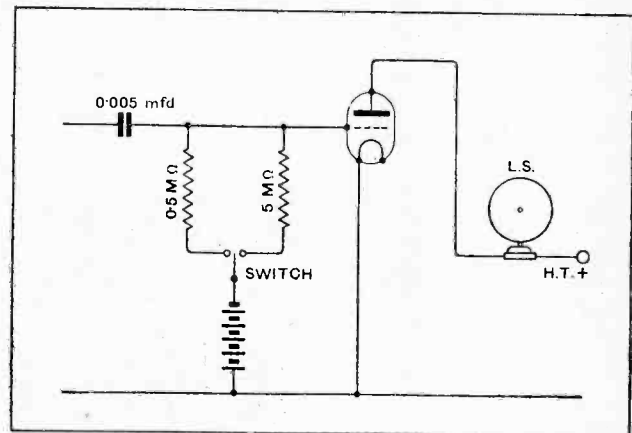 0·005 mfd
0·5 MΩ
5 MΩ
SWITCH
L.S.
H.T. +